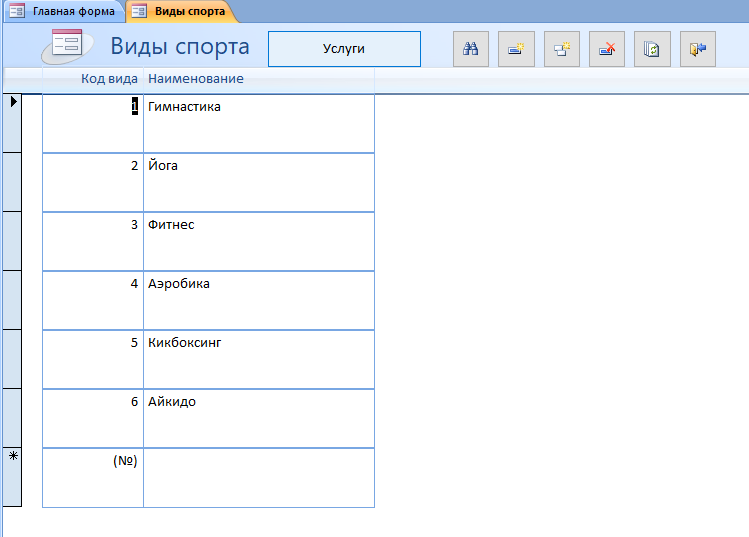 Главная форма Виды спорта
Виды спорта Услуги
Код вида Наименование
1 Гимнастика
2 Йога
3 Фитнес
4 Аэробика
5 Кикбоксинг
6 Айкидо
(№)